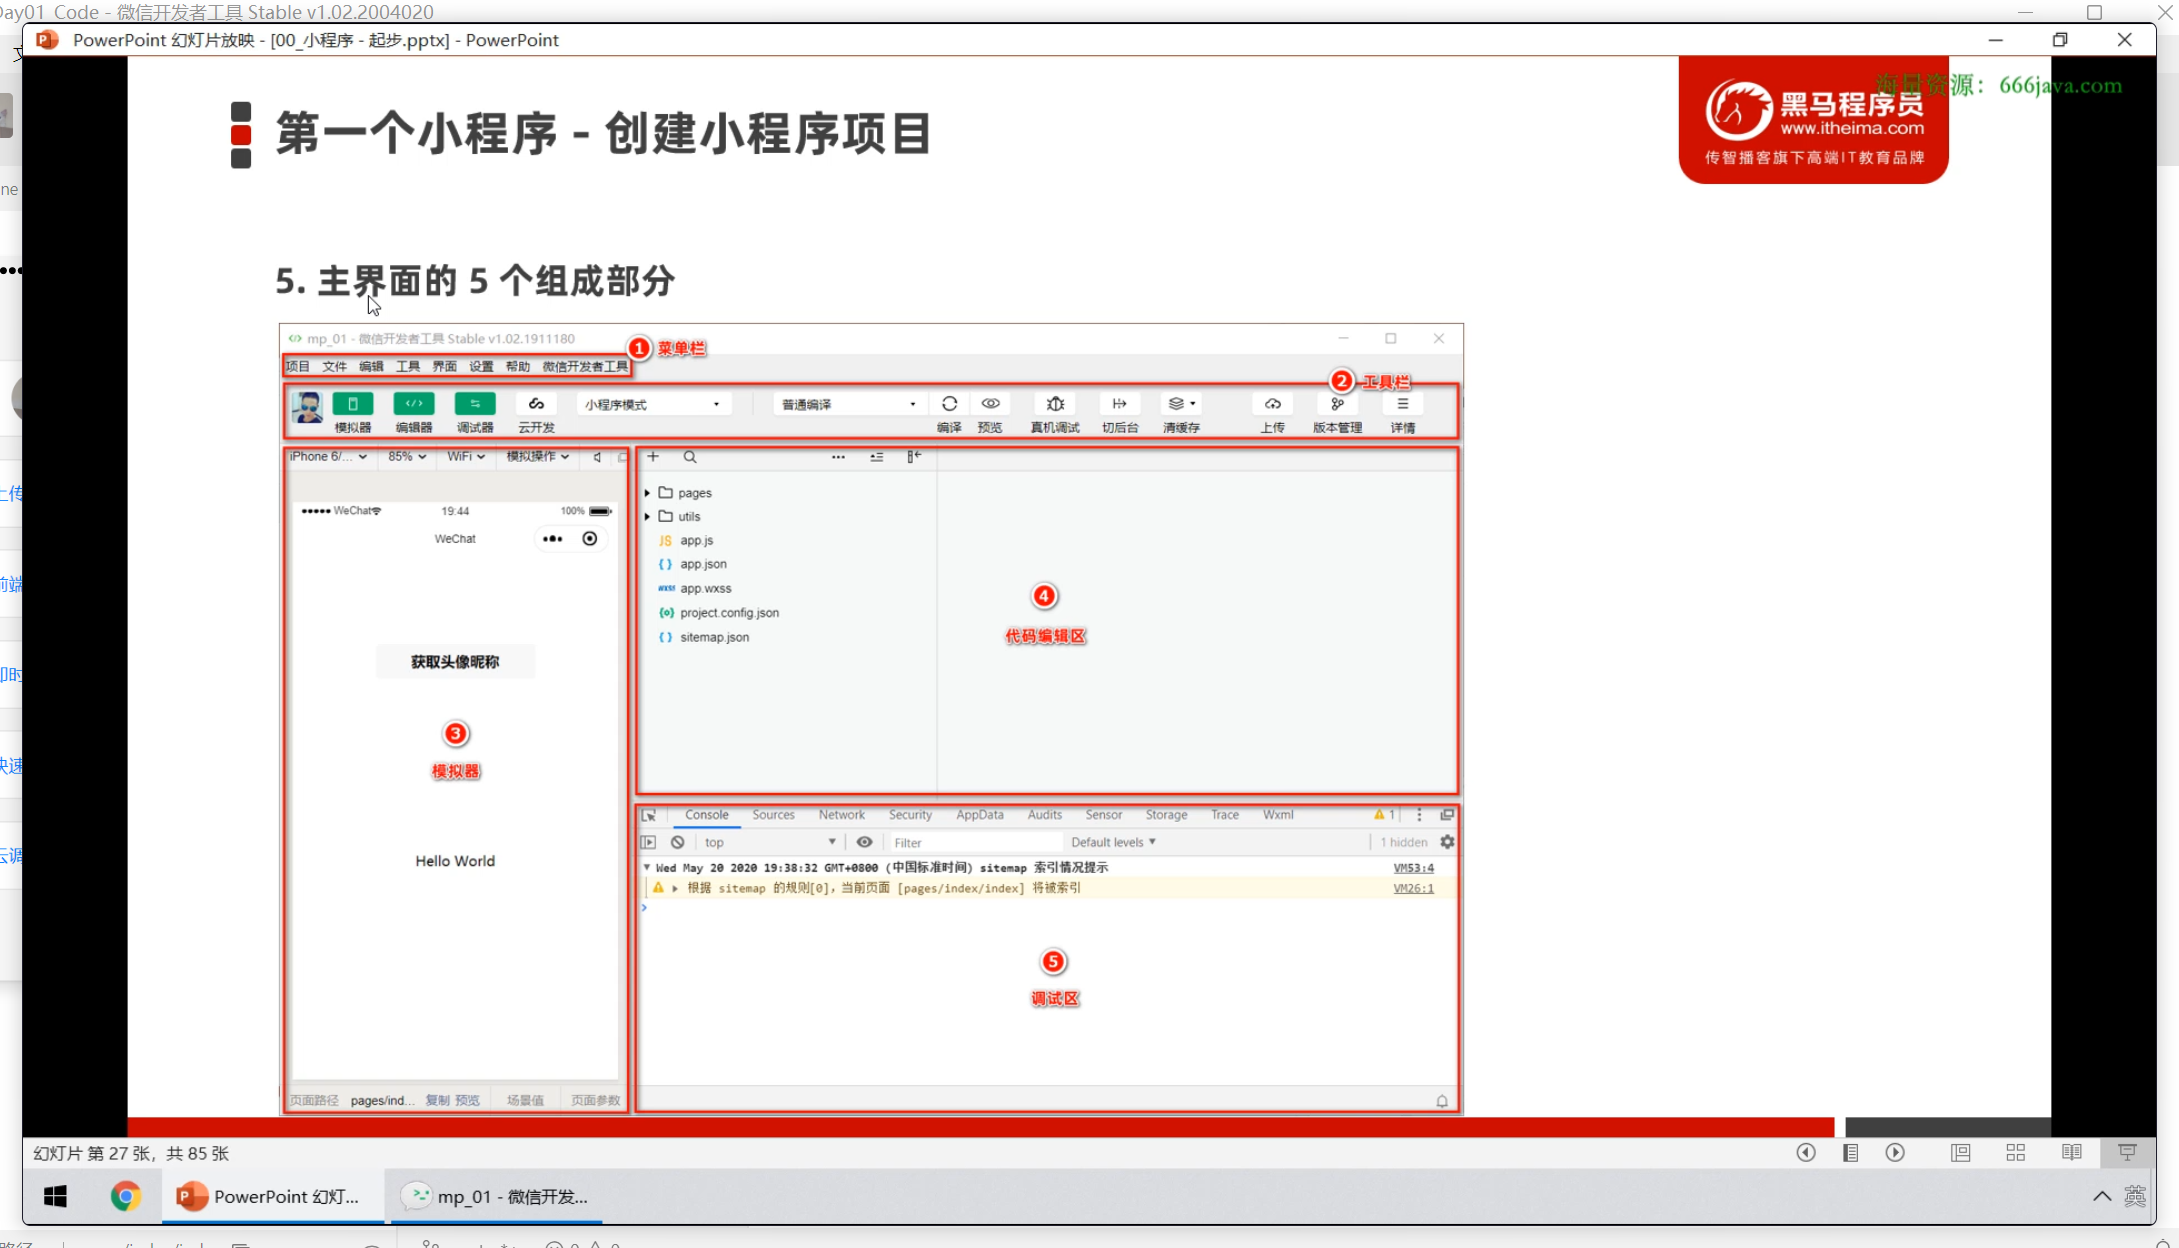 Day01_Code - 微信开发者工具 Stable v1.02.2004020
PowerPoint 幻灯片放映 - [00_小程序 - 起步.pptx] - PowerPoint
海量资源：666java.com
黑马程序员
www.itheima.com
传智播客旗下高端IT教育品牌
第一个小程序 - 创建小程序项目
5. 主界面的 5 个组成部分
mp_01 - 微信开发者工具 Stable v1.02.1911180
1 菜单栏
项目 文件 编辑 工具 界面 设置 帮助 微信开发者工具
2 工具栏
小程序模式 普通编译
模拟器 编辑器 调试器 云开发 编译 预览 真机调试 切后台 清缓存 上传 版本管理 详情
iPhone 6/... 85% WiFi 模拟操作
WeChat 19:44 100%
WeChat
获取头像昵称
3
模拟器
Hello World
页面路径 pages/ind... 复制 预览 场景值 页面参数
pages
utils
JS app.js
{ } app.json
wxss app.wxss
{o} project.config.json
{ } sitemap.json
4
代码编辑区
Console Sources Network Security AppData Audits Sensor Storage Trace Wxml 1
top Filter Default levels 1 hidden
Wed May 20 2020 19:38:32 GMT+0800 (中国标准时间) sitemap 索引情况提示 VM53:4
根据 sitemap 的规则[0]，当前页面 [pages/index/index] 将被索引 VM26:1
5
调试区
幻灯片 第 27 张，共 85 张
PowerPoint 幻灯... mp_01 - 微信开发... 英
ne
上传
前端
即时
快速
云调